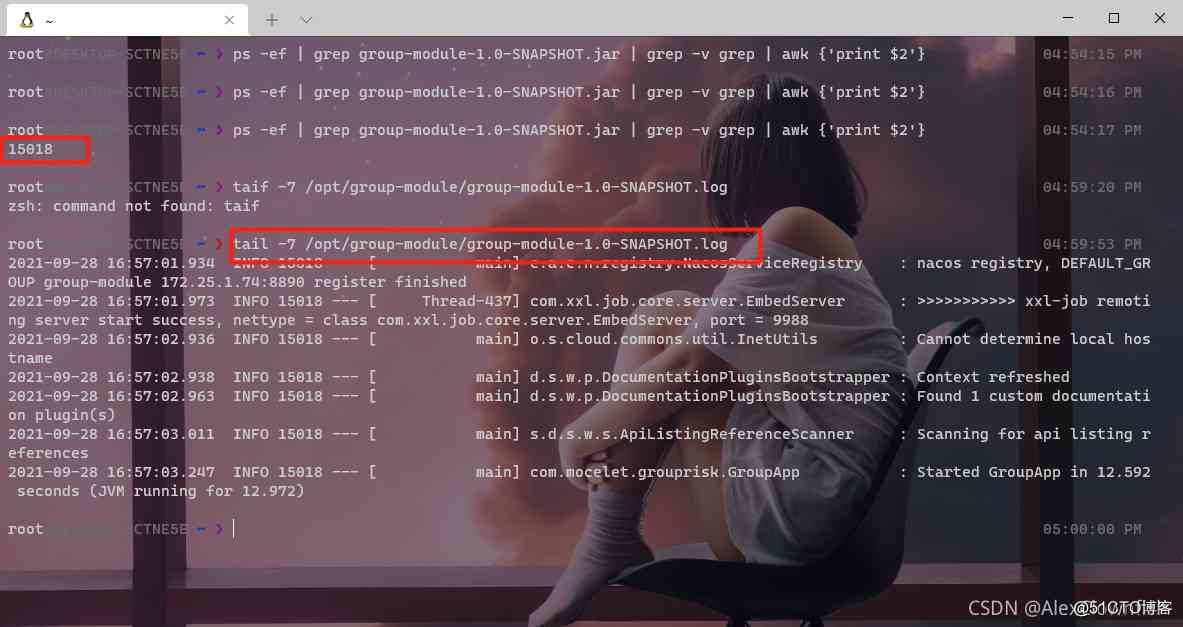 ~
root SCTNE5E ~ ❯ ps -ef | grep group-module-1.0-SNAPSHOT.jar | grep -v grep | awk {'print $2'} 04:54:15 PM
root SCTNE5E ~ ❯ ps -ef | grep group-module-1.0-SNAPSHOT.jar | grep -v grep | awk {'print $2'} 04:54:16 PM
root SCTNE5E ~ ❯ ps -ef | grep group-module-1.0-SNAPSHOT.jar | grep -v grep | awk {'print $2'} 04:54:17 PM
15018
root SCTNE5E ~ ❯ taif -7 /opt/group-module/group-module-1.0-SNAPSHOT.log 04:59:20 PM
zsh: command not found: taif
root SCTNE5E ~ ❯ tail -7 /opt/group-module/group-module-1.0-SNAPSHOT.log 04:59:53 PM
2021-09-28 16:57:01.934  INFO 15018 --- [           main] c.a.c.n.registry.NacosServiceRegistry    : nacos registry, DEFAULT_GR
OUP group-module 172.25.1.74:8890 register finished
2021-09-28 16:57:01.973  INFO 15018 --- [     Thread-437] com.xxl.job.core.server.EmbedServer      : >>>>>>>>>>> xxl-job remoti
ng server start success, nettype = class com.xxl.job.core.server.EmbedServer, port = 9988
2021-09-28 16:57:02.936  INFO 15018 --- [           main] o.s.cloud.commons.util.InetUtils         : Cannot determine local hos
tname
2021-09-28 16:57:02.938  INFO 15018 --- [           main] d.s.w.p.DocumentationPluginsBootstrapper : Context refreshed
2021-09-28 16:57:02.963  INFO 15018 --- [           main] d.s.w.p.DocumentationPluginsBootstrapper : Found 1 custom documentati
on plugin(s)
2021-09-28 16:57:03.011  INFO 15018 --- [           main] s.d.s.w.s.ApiListingReferenceScanner     : Scanning for api listing r
eferences
2021-09-28 16:57:03.247  INFO 15018 --- [           main] com.mocelet.grouprisk.GroupApp           : Started GroupApp in 12.592
 seconds (JVM running for 12.972)
root CTNE5E ~ ❯ 05:00:00 PM
CSDN @51CTO博客